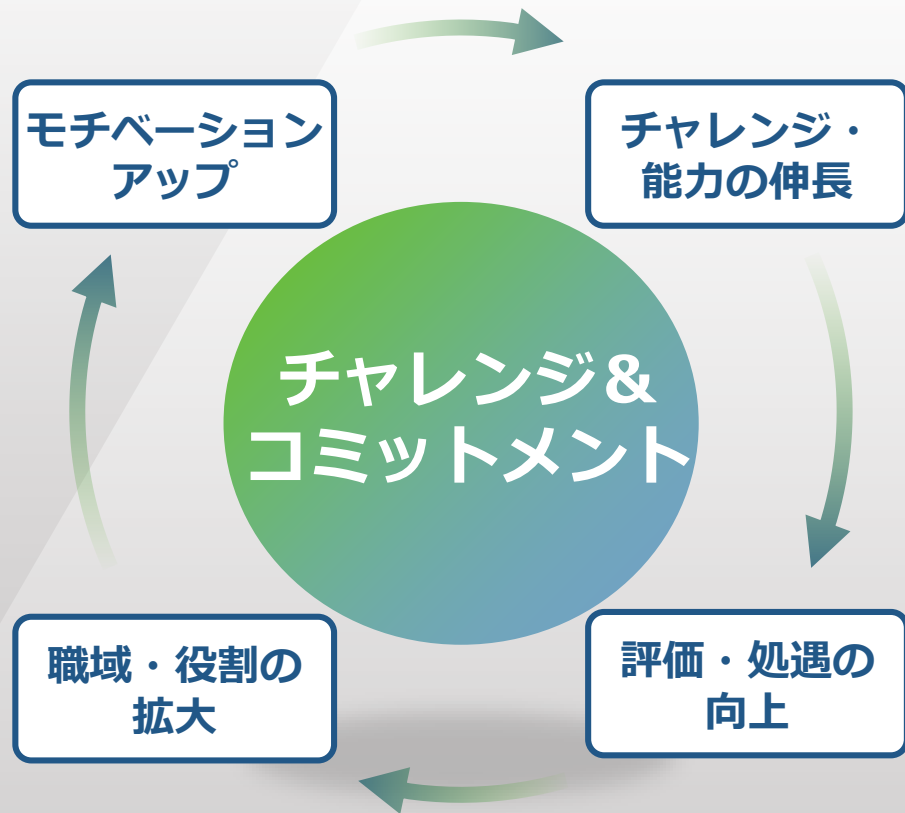 モチベーション
アップ
チャレンジ・
能力の伸長
チャレンジ&
コミットメント
職域・役割の
拡大
評価・処遇の
向上